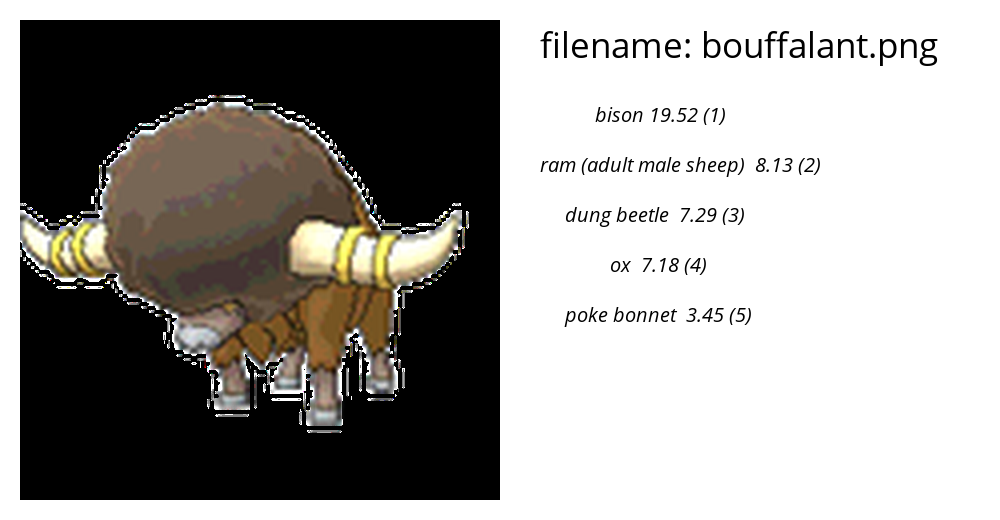 filename: bouffalant.png
bison 19.52 (1)
ram (adult male sheep) 8.13 (2)
dung beetle 7.29 (3)
ox 7.18 (4)
poke bonnet 3.45 (5)